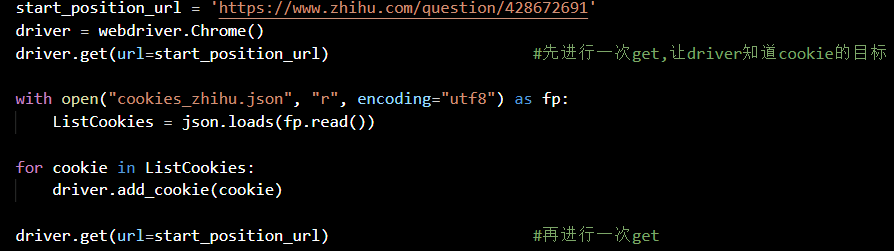 start_position_url = 'https://www.zhihu.com/question/428672691'
driver = webdriver.Chrome()
driver.get(url=start_position_url) #先进行一次get,让driver知道cookie的目标
with open("cookies_zhihu.json", "r", encoding="utf8") as fp:
ListCookies = json.loads(fp.read())
for cookie in ListCookies:
driver.add_cookie(cookie)
driver.get(url=start_position_url) #再进行一次get